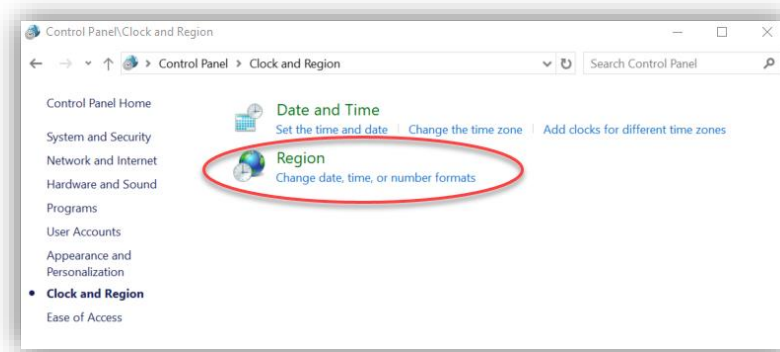 Control Panel\Clock and Region
Control Panel > Clock and Region
Search Control Panel
Control Panel Home
System and Security
Network and Internet
Hardware and Sound
Programs
User Accounts
Appearance and
Personalization
Clock and Region
Ease of Access
Date and Time
Set the time and date | Change the time zone | Add clocks for different time zones
Region
Change date, time, or number formats